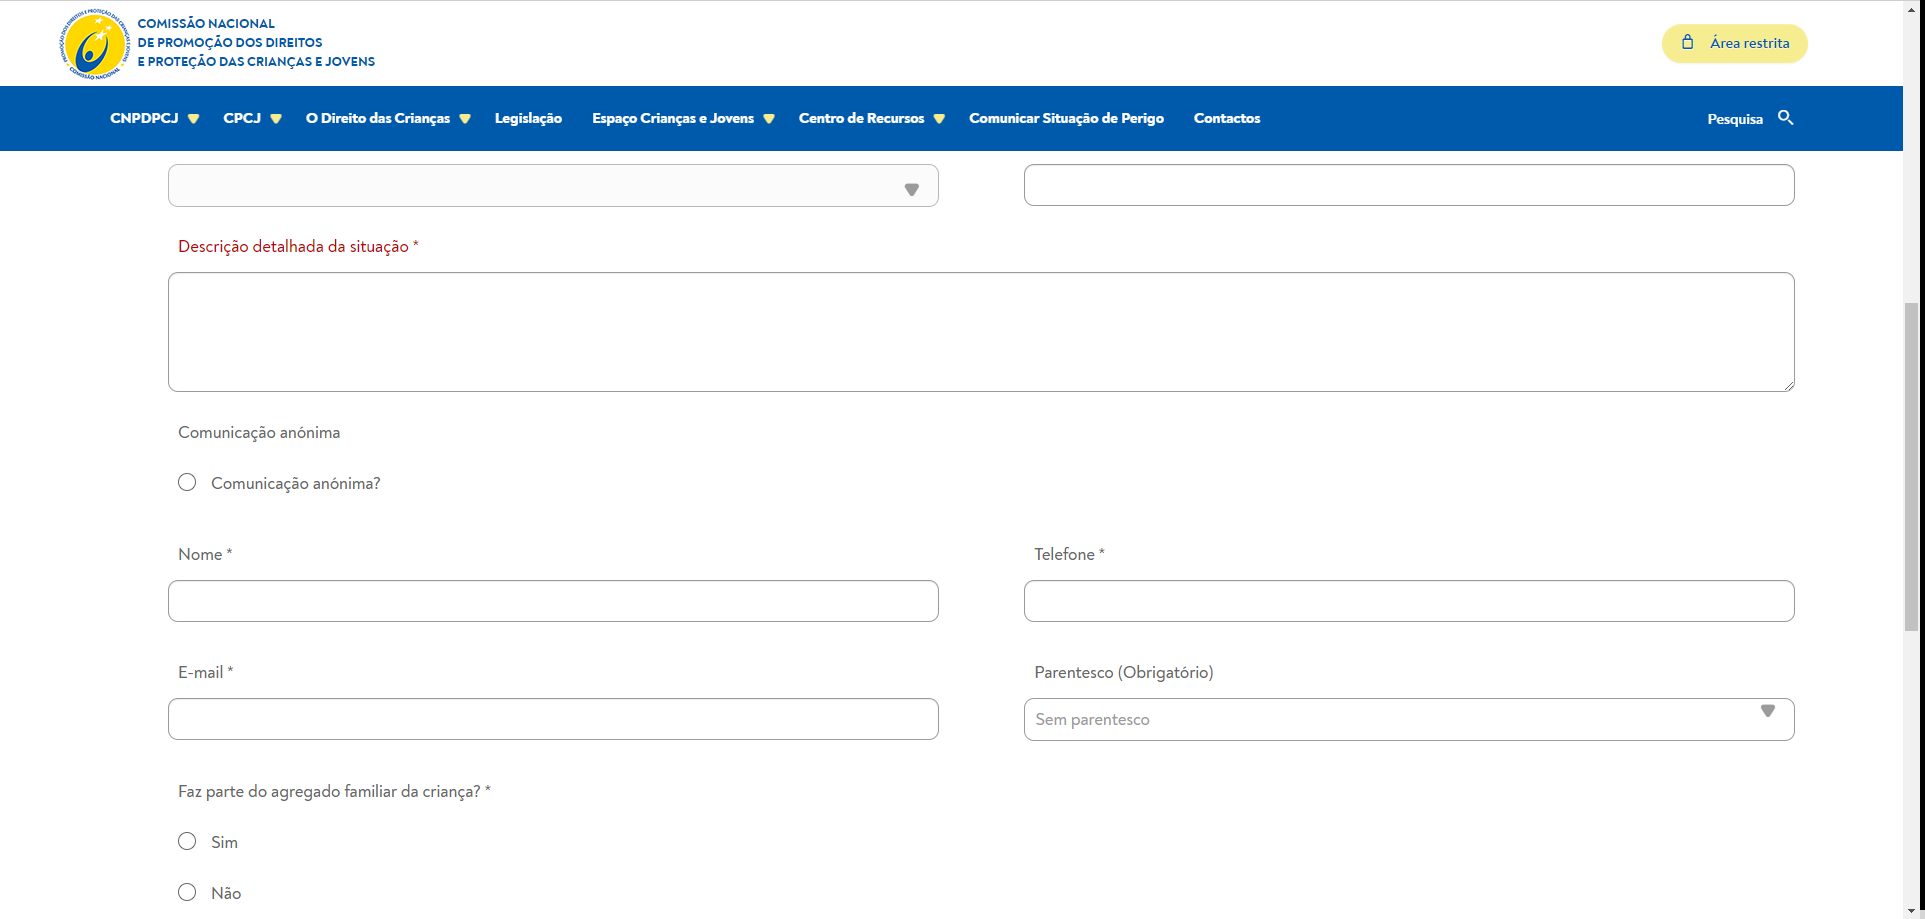 COMISSÃO NACIONAL
DE PROMOÇÃO DOS DIREITOS
E PROTEÇÃO DAS CRIANÇAS E JOVENS
Área restrita
CNPDPCJ
CPCJ
O Direito das Crianças
Legislação
Espaço Crianças e Jovens
Centro de Recursos
Comunicar Situação de Perigo
Contactos
Pesquisa
Descrição detalhada da situação *
Comunicação anónima
Comunicação anónima?
Nome *
Telefone *
E-mail *
Parentesco (Obrigatório)
Sem parentesco
Faz parte do agregado familiar da criança? *
Sim
Não